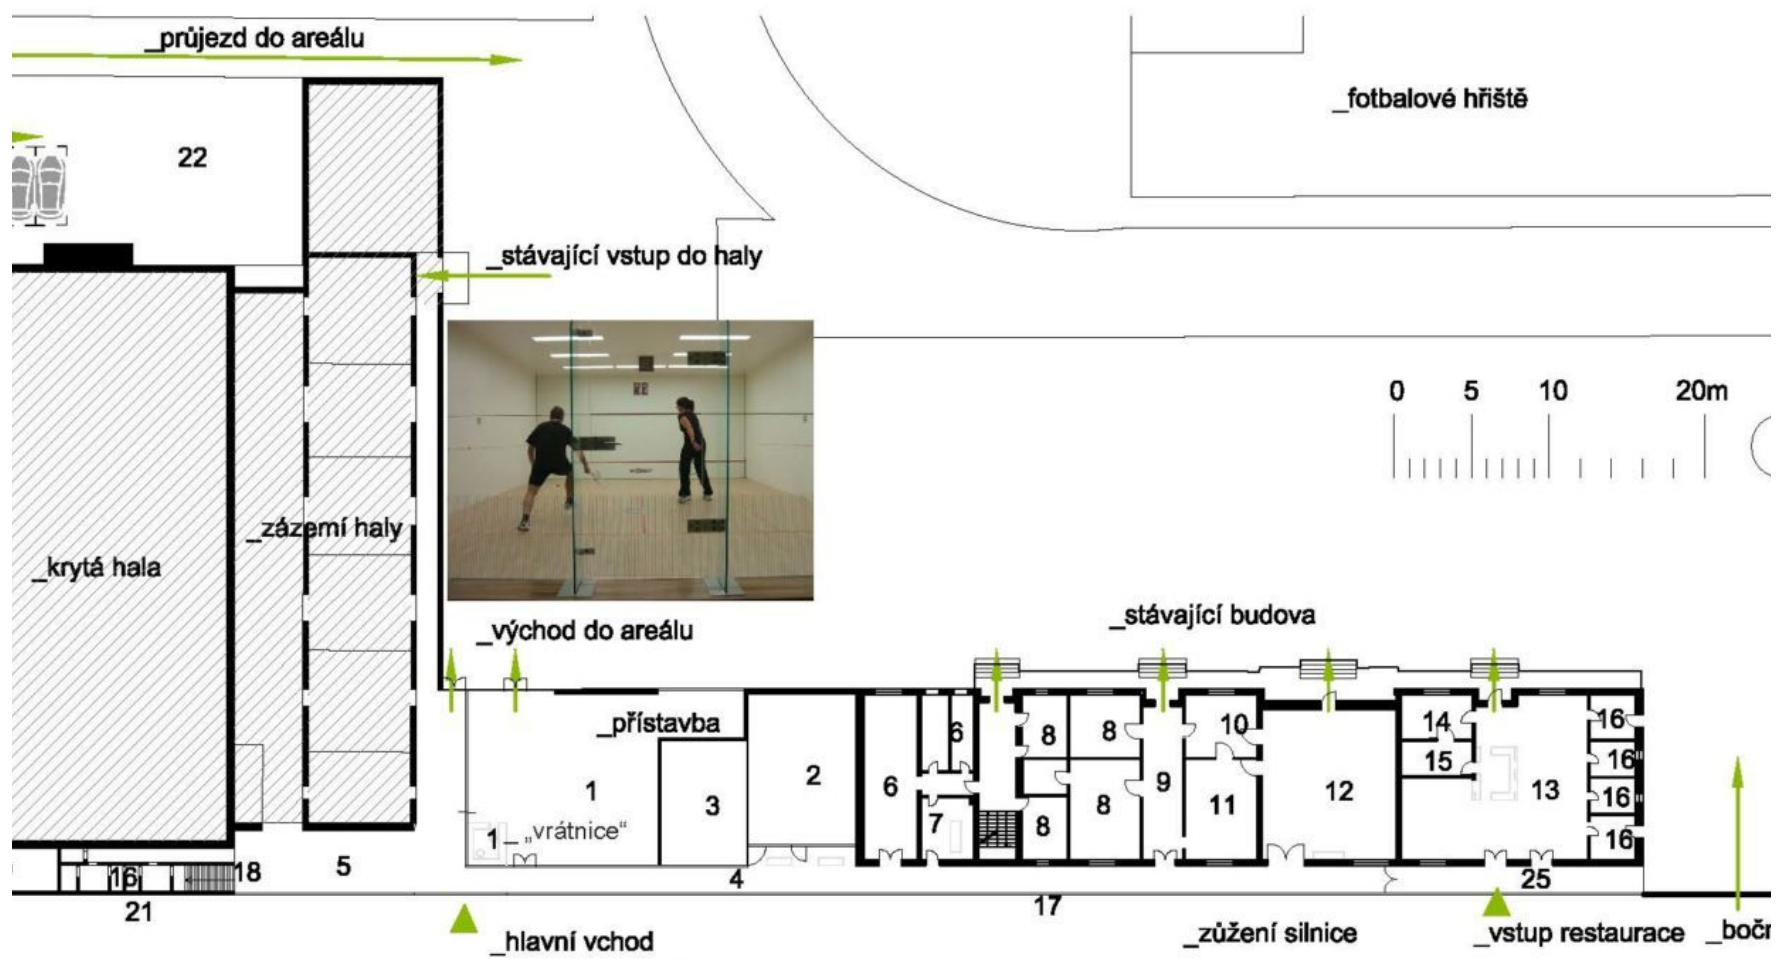 _průjezd do areálu
_fotbalové hřiště
22
_stávající vstup do haly
0 5 10 20m
_zázemí haly
_krytá hala
_východ do areálu
_stávající budova
_přístavba
1
2
3
6
6
7
8
8
8
8
9
10
11
12
13
14
15
16
16
16
16
1_„vrátnice“
16
18
5
4
25
21
17
_hlavní vchod
_zůžení silnice
_vstup restaurace
_bočn